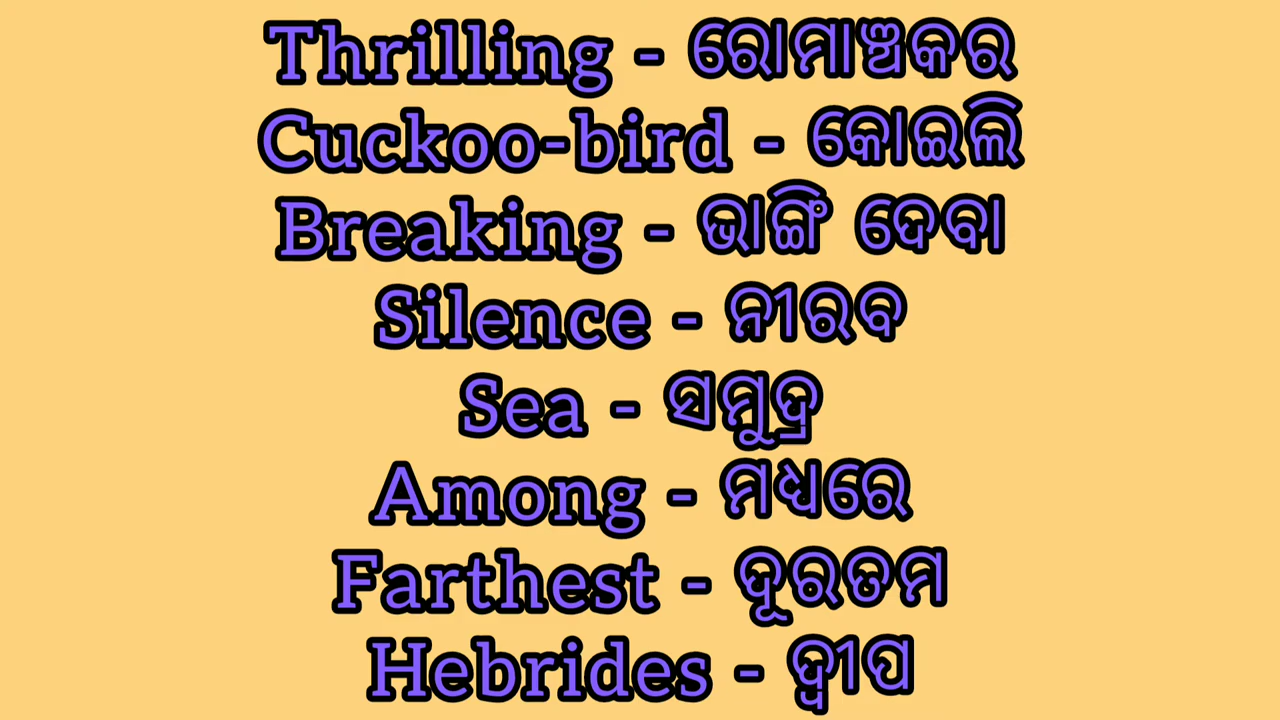 Thrilling - ରୋମାଞ୍ଚକର
Cuckoo-bird - କୋଇଲି
Breaking - ଭାଙ୍ଗି ଦେବା
Silence - ନୀରବ
Sea - ସମୁଦ୍ର
Among - ମଧ୍ୟରେ
Farthest - ଦୂରତମ
Hebrides - ଦ୍ୱୀପ